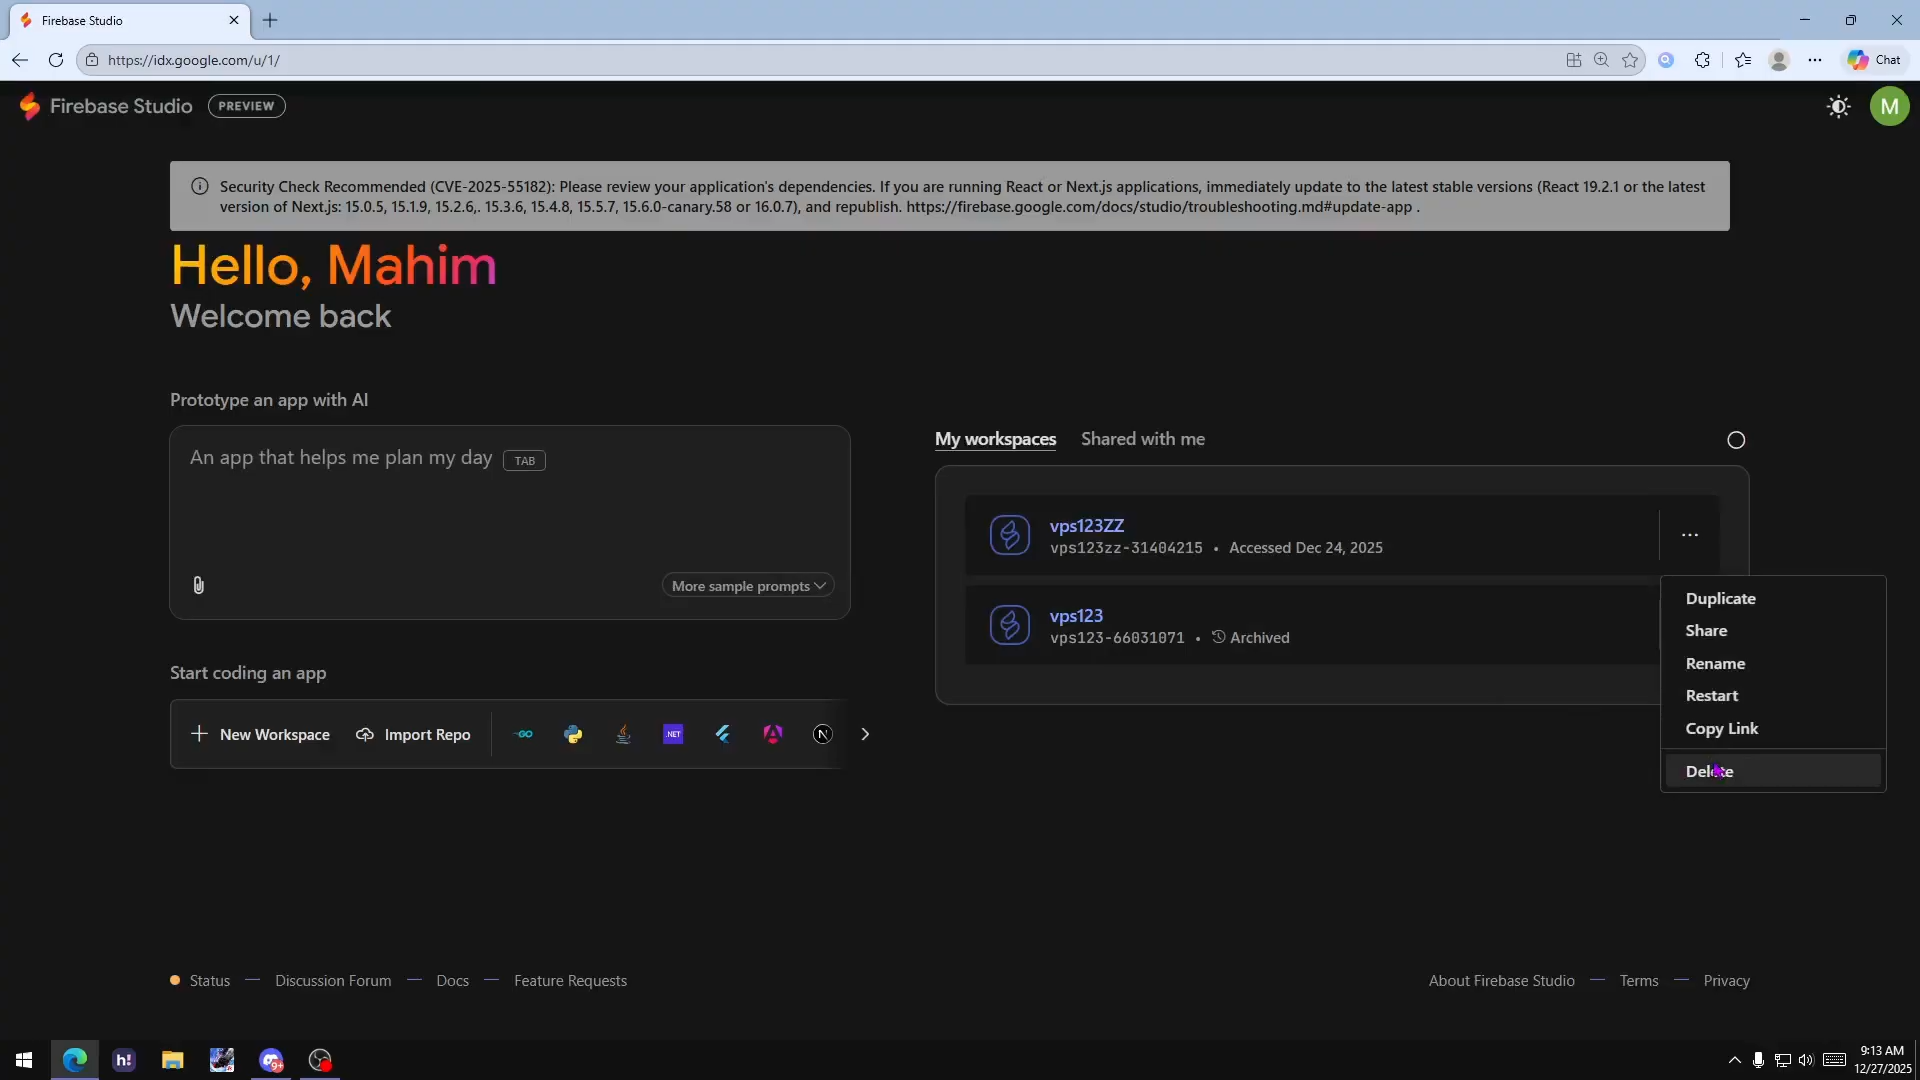 Firebase Studio
https://idx.google.com/u/1/
Chat
Firebase Studio
PREVIEW
M
Security Check Recommended (CVE-2025-55182): Please review your application's dependencies. If you are running React or Next.js applications, immediately update to the latest stable versions (React 19.2.1 or the latest
version of Next.js: 15.0.5, 15.1.9, 15.2.6,. 15.3.6, 15.4.8, 15.5.7, 15.6.0-canary.58 or 16.0.7), and republish. https://firebase.google.com/docs/studio/troubleshooting.md#update-app .
Hello, Mahim
Welcome back
Prototype an app with AI
An app that helps me plan my day TAB
More sample prompts
Start coding an app
New Workspace
Import Repo
GO
.NET
N
My workspaces
Shared with me
vps123ZZ
vps123zz-31404215 • Accessed Dec 24, 2025
...
vps123
vps123-66031071 • Archived
Duplicate
Share
Rename
Restart
Copy Link
Delete
Status — Discussion Forum — Docs — Feature Requests
About Firebase Studio — Terms — Privacy
h!
9+
9:13 AM
12/27/2025